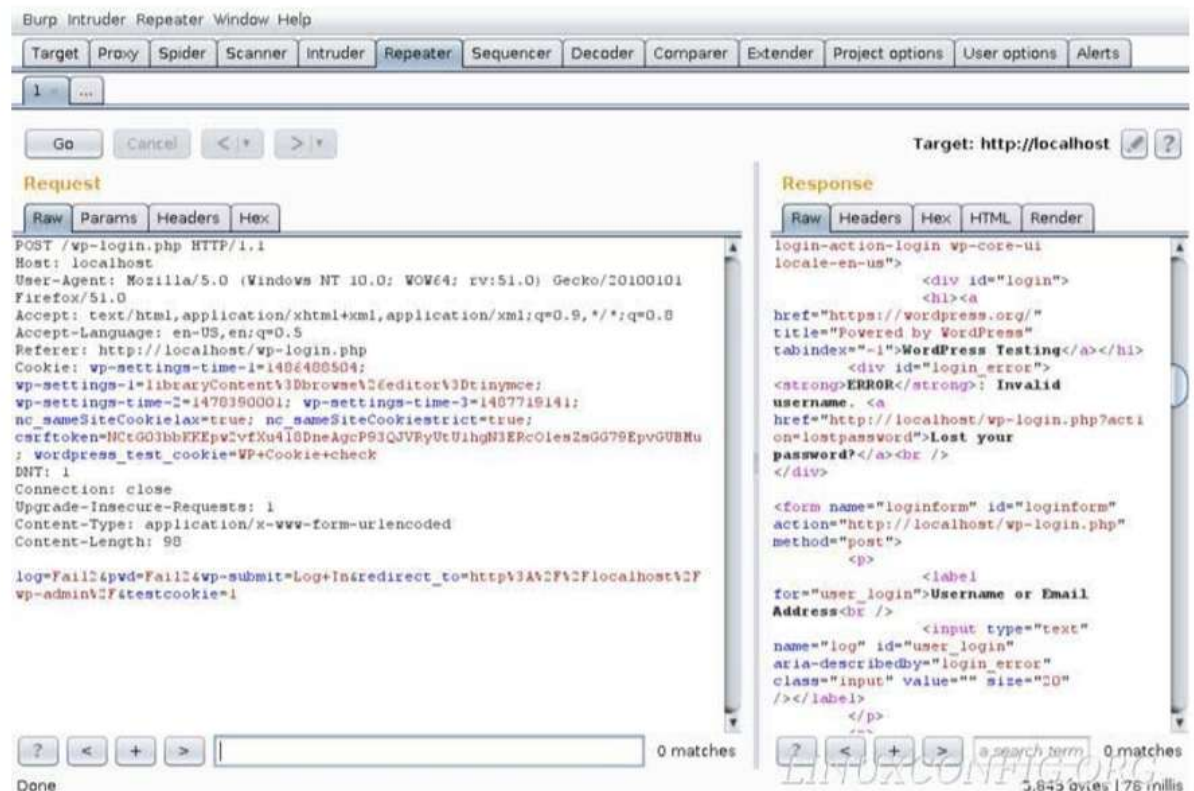 Burp Intruder Repeater Window Help
Target Proxy Spider Scanner Intruder Repeater Sequencer Decoder Comparer Extender Project options User options Alerts
1 ...
Go Cancel < > Target: http://localhost ?
Request
Raw Params Headers Hex
POST /wp-login.php HTTP/1.1
Host: localhost
User-Agent: Mozilla/5.0 (Windows NT 10.0; WOW64; rv:51.0) Gecko/20100101
Firefox/51.0
Accept: text/html,application/xhtml+xml,application/xml;q=0.9,*/*;q=0.8
Accept-Language: en-US,en;q=0.5
Referer: http://localhost/wp-login.php
Cookie: wp-settings-time-1=1486488504;
wp-settings-1=libraryContent%3Dbrowse%26editor%3Dtinymce;
wp-settings-time-2=1478390001; wp-settings-time-3=1487719141;
nc_sameSiteCookielax=true; nc_sameSiteCookiestrict=true;
; wordpress_test_cookie=WP+Cookie+check
DNT: 1
Connection: close
Upgrade-Insecure-Requests: 1
Content-Type: application/x-www-form-urlencoded
Content-Length: 98
log=Fail2&pwd=Fail2&wp-submit=Log+In&redirect_to=http%3A%2F%2Flocalhost%2F
wp-admin%2F&testcookie=1
? < + > 0 matches
Done
Response
Raw Headers Hex HTML Render
login-action-login wp-core-ui
locale-en-us">
<div id="login">
<h1><a
href="https://wordpress.org/"
title="Powered by WordPress"
tabindex="-1">WordPress Testing</a></h1>
<div id="login_error">
<strong>ERROR</strong>: Invalid
username. <a
href="http://localhost/wp-login.php?acti
on=lostpassword">Lost your
password?</a><br />
</div>
<form name="loginform" id="loginform"
action="http://localhost/wp-login.php"
method="post">
<p>
<label
for="user_login">Username or Email
Address<br />
<input type="text"
name="log" id="user_login"
aria-describedby="login_error"
class="input" value="" size="20"
/></label>
</p>
? < + > a search term 0 matches
LINUXCONFIG.ORG
5,843 bytes | 76 millis